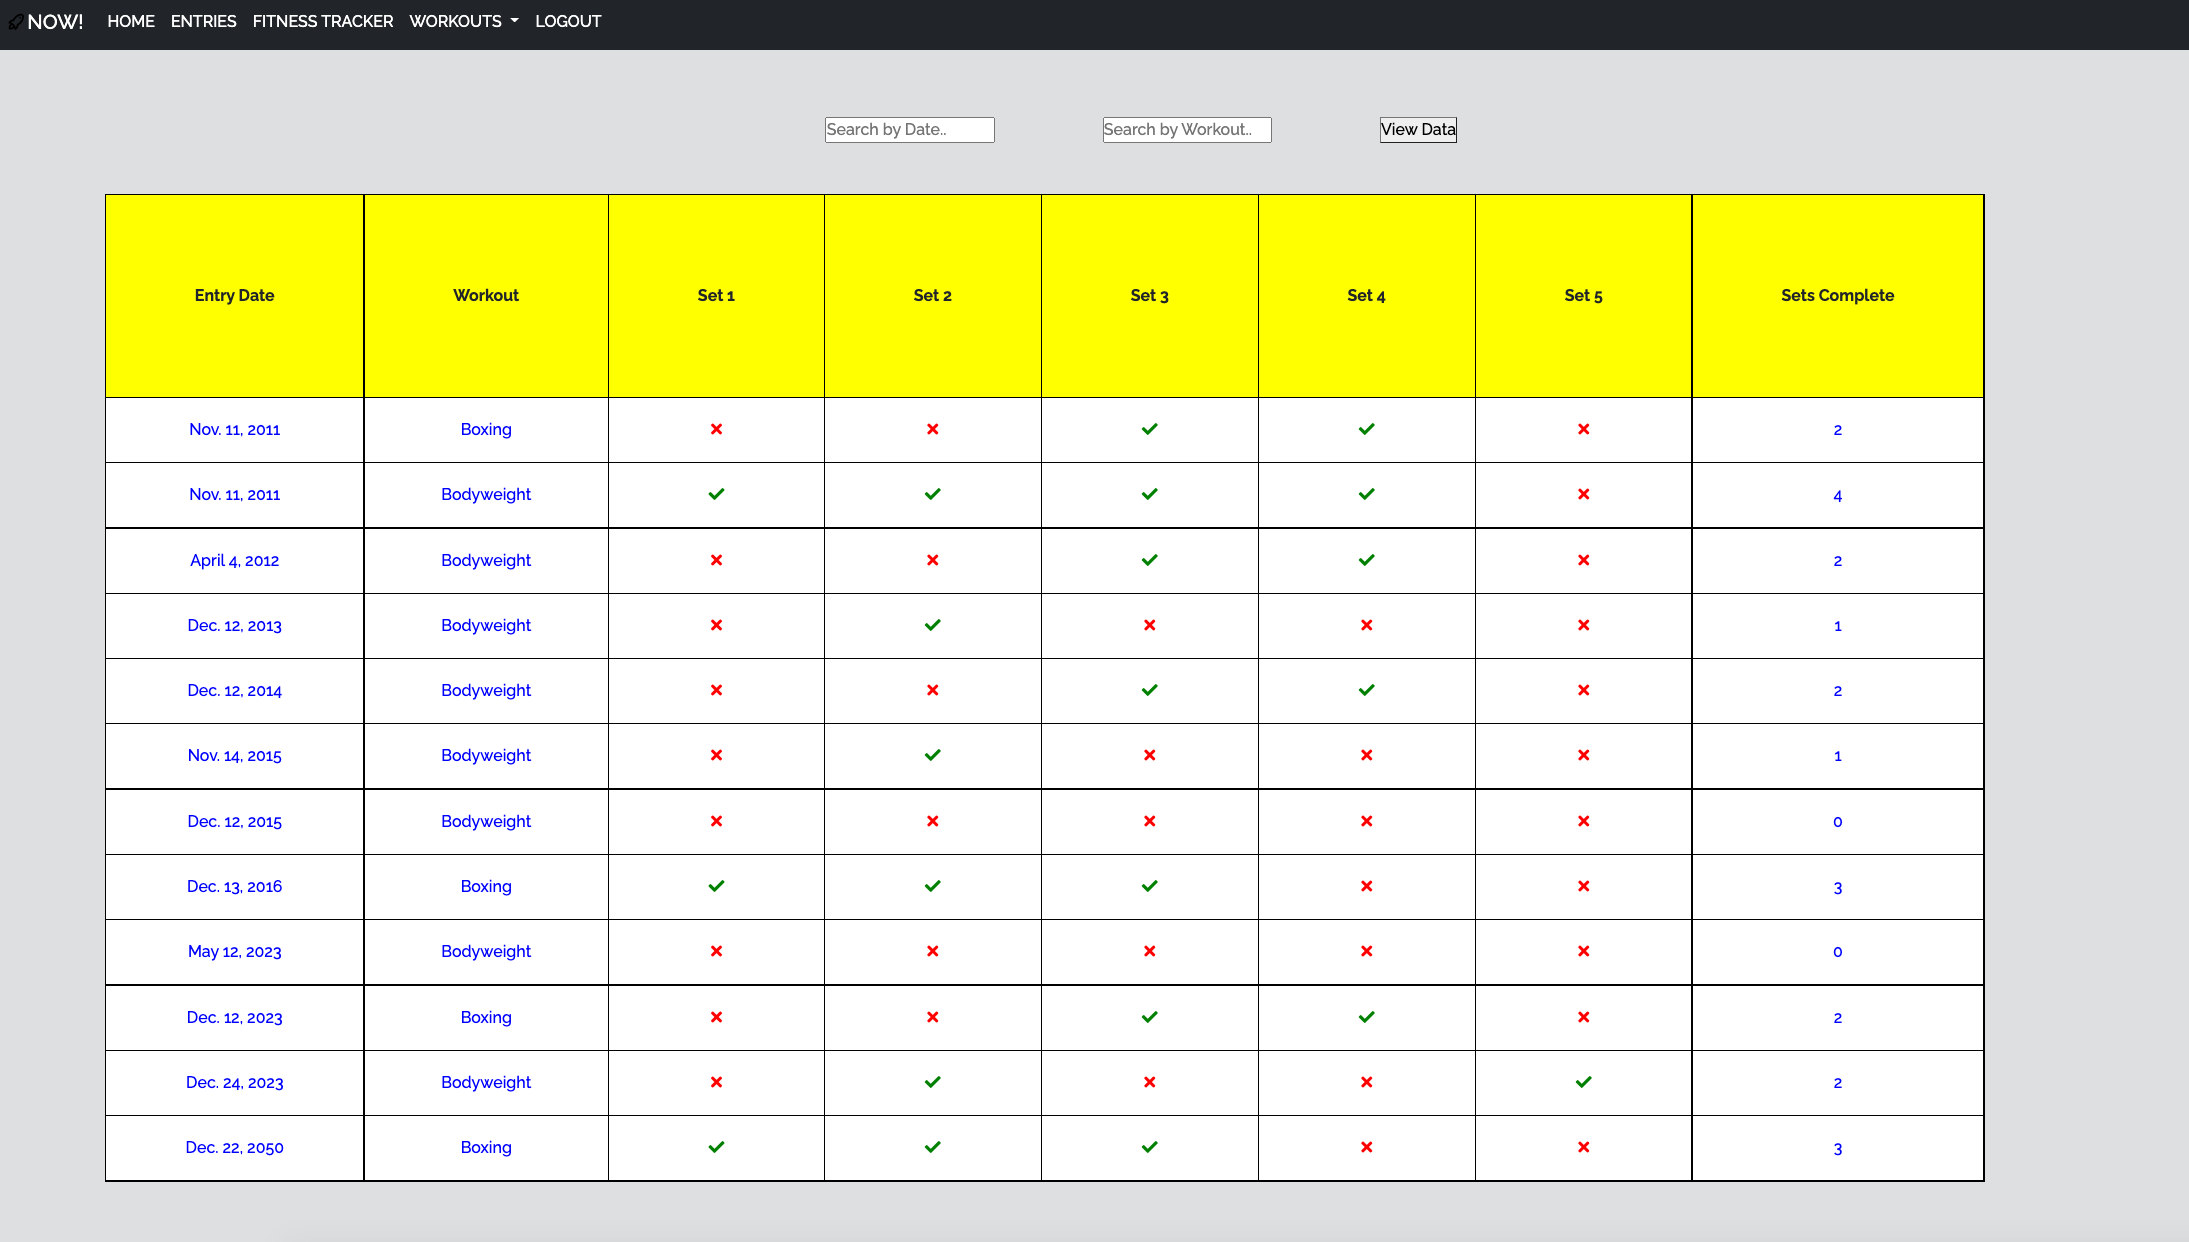 NOW! HOME ENTRIES FITNESS TRACKER WORKOUTS LOGOUT
Search by Date.. Search by Workout.. View Data
Entry Date Workout Set 1 Set 2 Set 3 Set 4 Set 5 Sets Complete
Nov. 11, 2011 Boxing 2
Nov. 11, 2011 Bodyweight 4
April 4, 2012 Bodyweight 2
Dec. 12, 2013 Bodyweight 1
Dec. 12, 2014 Bodyweight 2
Nov. 14, 2015 Bodyweight 1
Dec. 12, 2015 Bodyweight 0
Dec. 13, 2016 Boxing 3
May 12, 2023 Bodyweight 0
Dec. 12, 2023 Boxing 2
Dec. 24, 2023 Bodyweight 2
Dec. 22, 2050 Boxing 3